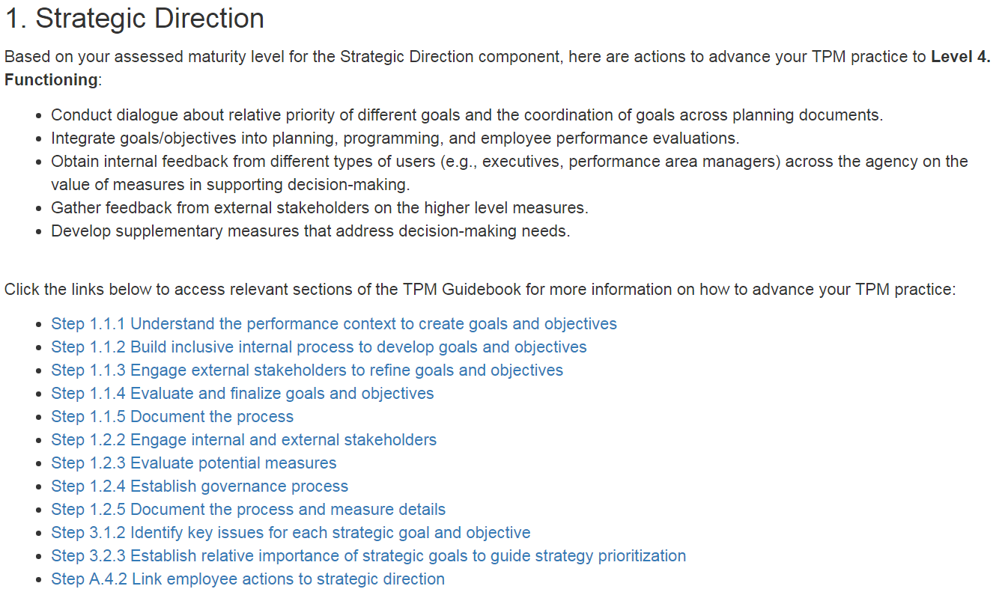 1. Strategic Direction
Based on your assessed maturity level for the Strategic Direction component, here are actions to advance your TPM practice to Level 4.
Functioning:
• Conduct dialogue about relative priority of different goals and the coordination of goals across planning documents.
• Integrate goals/objectives into planning, programming, and employee performance evaluations.
• Obtain internal feedback from different types of users (e.g., executives, performance area managers) across the agency on the
value of measures in supporting decision-making.
• Gather feedback from external stakeholders on the higher level measures.
• Develop supplementary measures that address decision-making needs.
Click the links below to access relevant sections of the TPM Guidebook for more information on how to advance your TPM practice:
• Step 1.1.1 Understand the performance context to create goals and objectives
• Step 1.1.2 Build inclusive internal process to develop goals and objectives
• Step 1.1.3 Engage external stakeholders to refine goals and objectives
• Step 1.1.4 Evaluate and finalize goals and objectives
• Step 1.1.5 Document the process
• Step 1.2.2 Engage internal and external stakeholders
• Step 1.2.3 Evaluate potential measures
• Step 1.2.4 Establish governance process
• Step 1.2.5 Document the process and measure details
• Step 3.1.2 Identify key issues for each strategic goal and objective
• Step 3.2.3 Establish relative importance of strategic goals to guide strategy prioritization
• Step A.4.2 Link employee actions to strategic direction